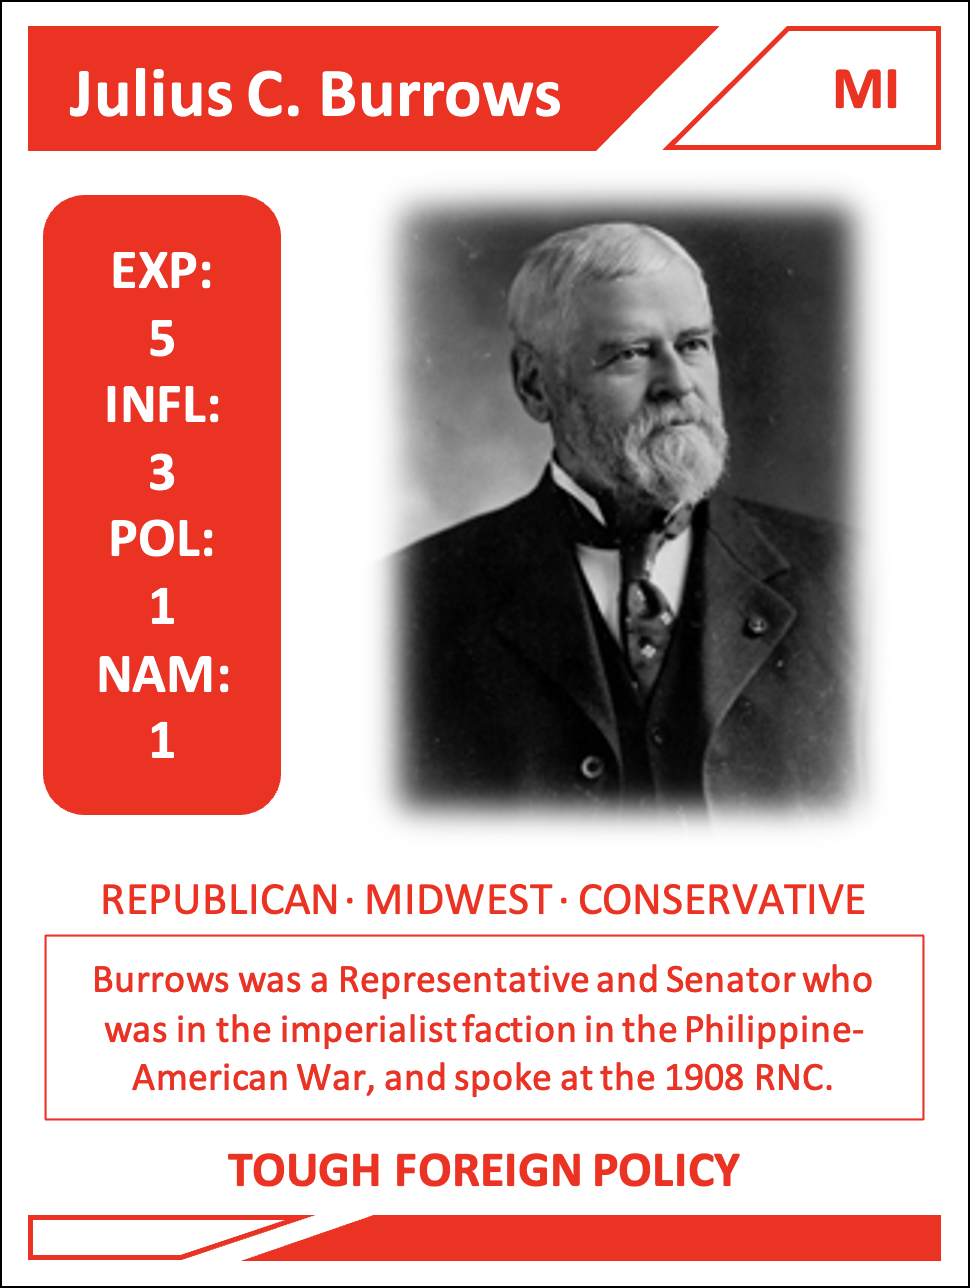 Julius C. Burrows
MI
EXP:
5
INFL:
3
POL:
1
NAM:
1
REPUBLICAN · MIDWEST · CONSERVATIVE
Burrows was a Representative and Senator who
was in the imperialist faction in the Philippine-
American War, and spoke at the 1908 RNC.
TOUGH FOREIGN POLICY